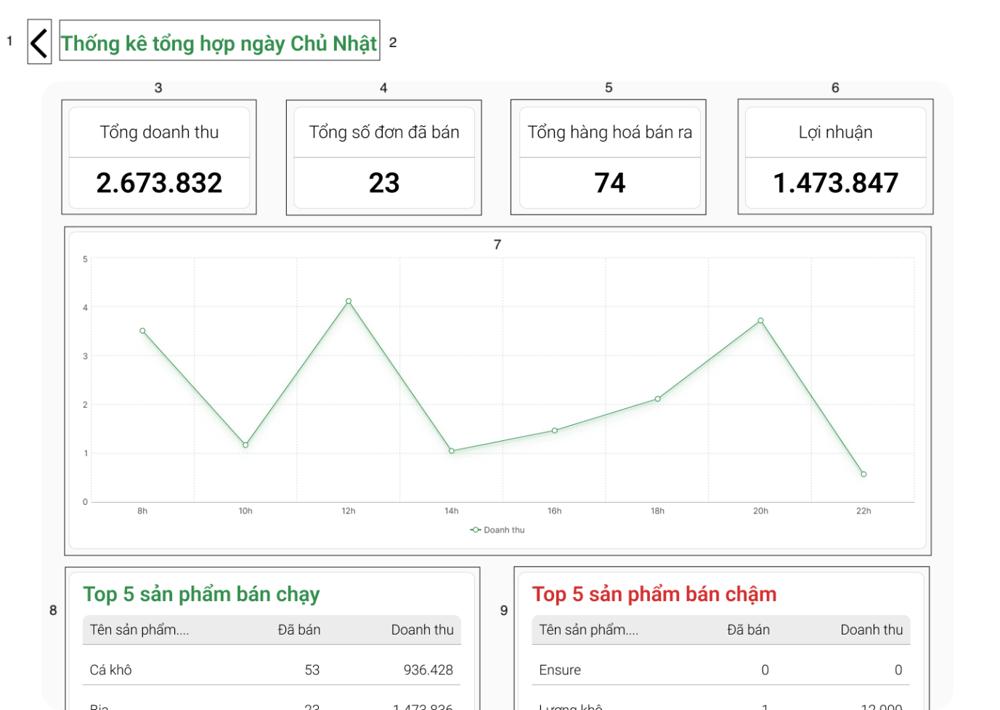 1
Thống kê tổng hợp ngày Chủ Nhật
2
3
4
5
6
Tổng doanh thu
2.673.832
Tổng số đơn đã bán
23
Tổng hàng hoá bán ra
74
Lợi nhuận
1.473.847
7
5
4
3
2
1
0
8h 10h 12h 14h 16h 18h 20h 22h
Doanh thu
8
Top 5 sản phẩm bán chạy
Tên sản phẩm.... Đã bán Doanh thu
Cá khô 53 936.428
Bia 23 1.473.836
9
Top 5 sản phẩm bán chậm
Tên sản phẩm.... Đã bán Doanh thu
Ensure 0 0
Lương khô 1 12.000